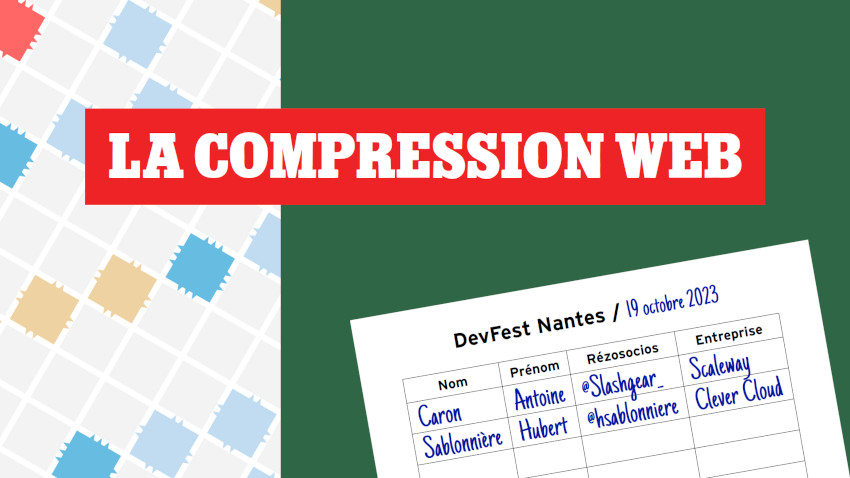 LA COMPRESSION WEB
DevFest Nantes / 19 octobre 2023
Nom Prénom Rézosocios Entreprise
Caron Antoine @Slashgear_ Scaleway
Sablonnière Hubert @hsablonniere Clever Cloud